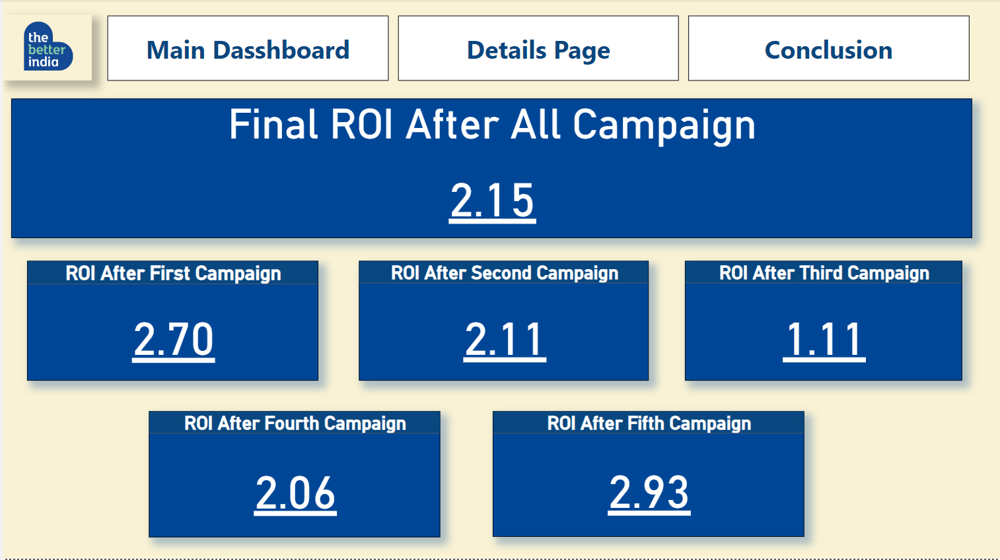 the
better
india
Main Dasshboard
Details Page
Conclusion
Final ROI After All Campaign
2.15
ROI After First Campaign
2.70
ROI After Second Campaign
2.11
ROI After Third Campaign
1.11
ROI After Fourth Campaign
2.06
ROI After Fifth Campaign
2.93